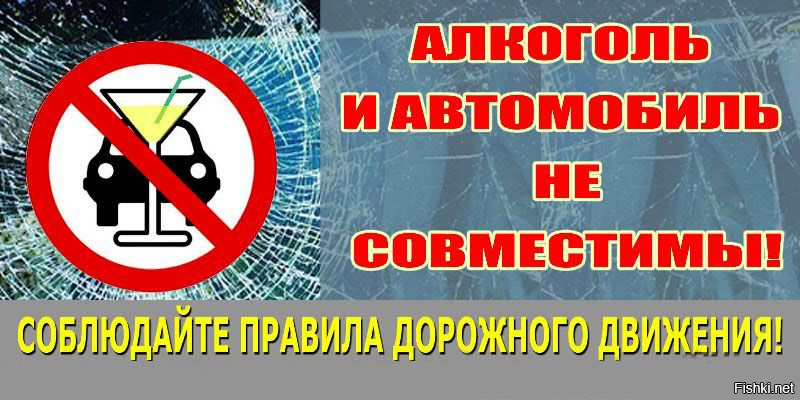 АЛКОГОЛЬ
И АВТОМОБИЛЬ
НЕ
СОВМЕСТИМЫ!
СОБЛЮДАЙТЕ ПРАВИЛА ДОРОЖНОГО ДВИЖЕНИЯ!
Fishki.net